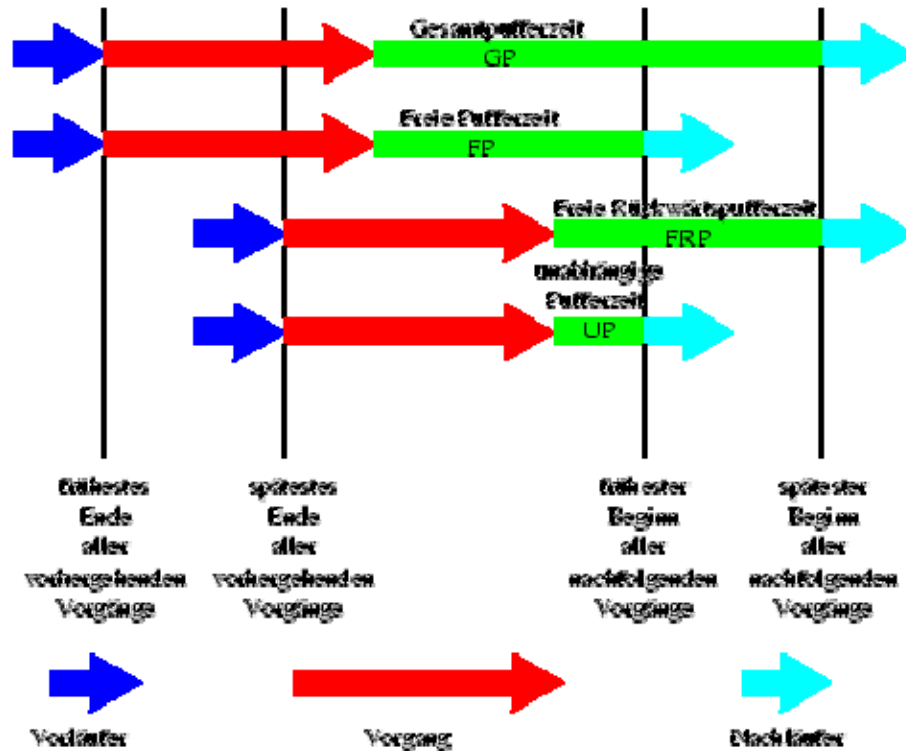 Gesamtpufferzeit
GP
Freie Pufferzeit
FP
Freie Rückwärtspufferzeit
FRP
unabhängige
Pufferzeit
UP
frühestes
Ende
aller
vorhergehenden
Vorgänge
spätestes
Ende
aller
vorhergehenden
Vorgänge
frühester
Beginn
aller
nachfolgenden
Vorgänge
spätester
Beginn
aller
nachfolgenden
Vorgänge
Vorläufer
Vorgang
Nachläufer